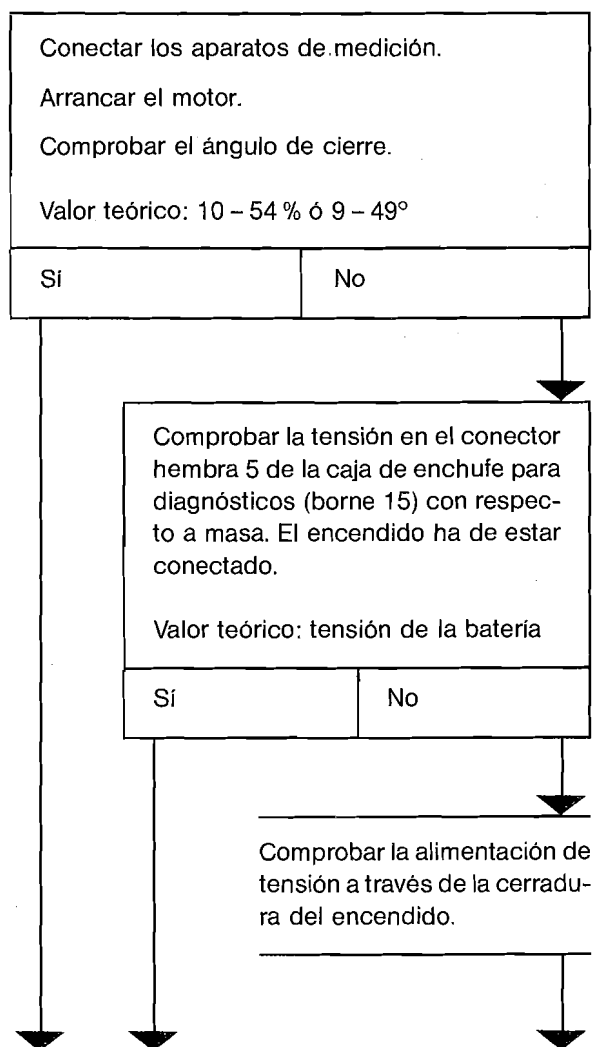 Conectar los aparatos de medición.
Arrancar el motor.
Comprobar el ángulo de cierre.
Valor teórico: 10 – 54 % ó 9 – 49°
Sí
No
Comprobar la tensión en el conector
hembra 5 de la caja de enchufe para
diagnósticos (borne 15) con respec-
to a masa. El encendido ha de estar
conectado.
Valor teórico: tensión de la batería
Sí
No
Comprobar la alimentación de
tensión a través de la cerradu-
ra del encendido.